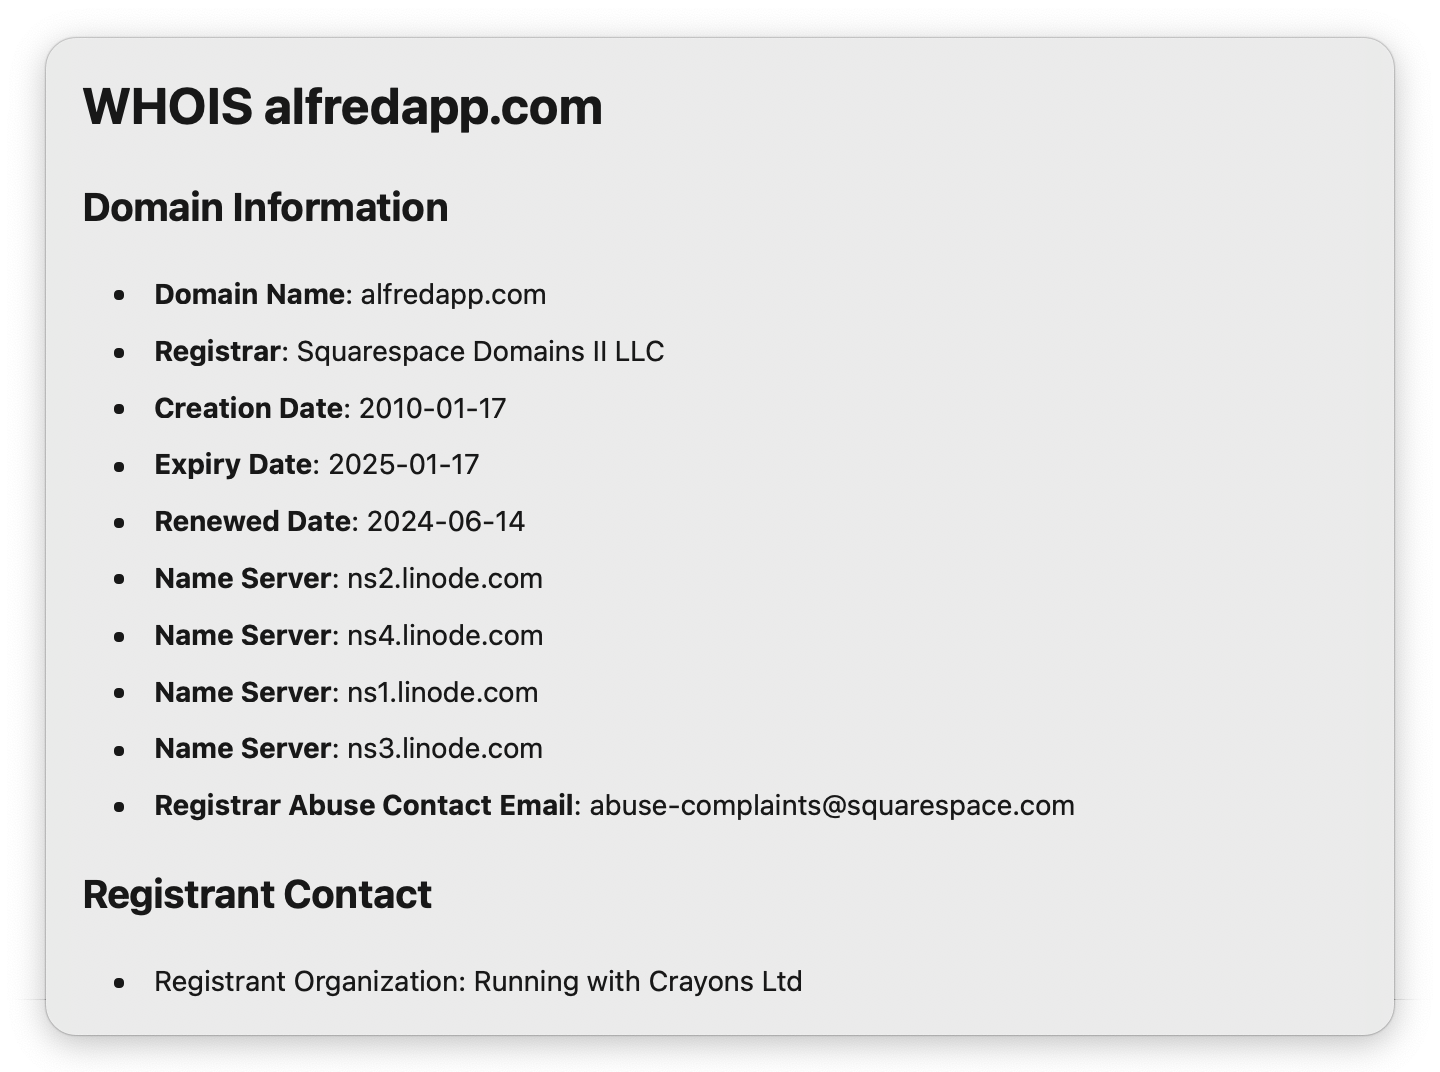 WHOIS alfredapp.com
Domain Information
• Domain Name: alfredapp.com
• Registrar: Squarespace Domains II LLC
• Creation Date: 2010-01-17
• Expiry Date: 2025-01-17
• Renewed Date: 2024-06-14
• Name Server: ns2.linode.com
• Name Server: ns4.linode.com
• Name Server: ns1.linode.com
• Name Server: ns3.linode.com
• Registrar Abuse Contact Email: abuse-complaints@squarespace.com
Registrant Contact
• Registrant Organization: Running with Crayons Ltd